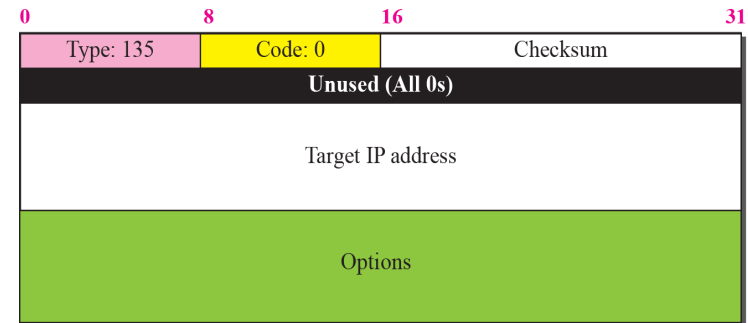 0 8 16 31
Type: 135 Code: 0 Checksum
Unused (All 0s)
Target IP address
Options